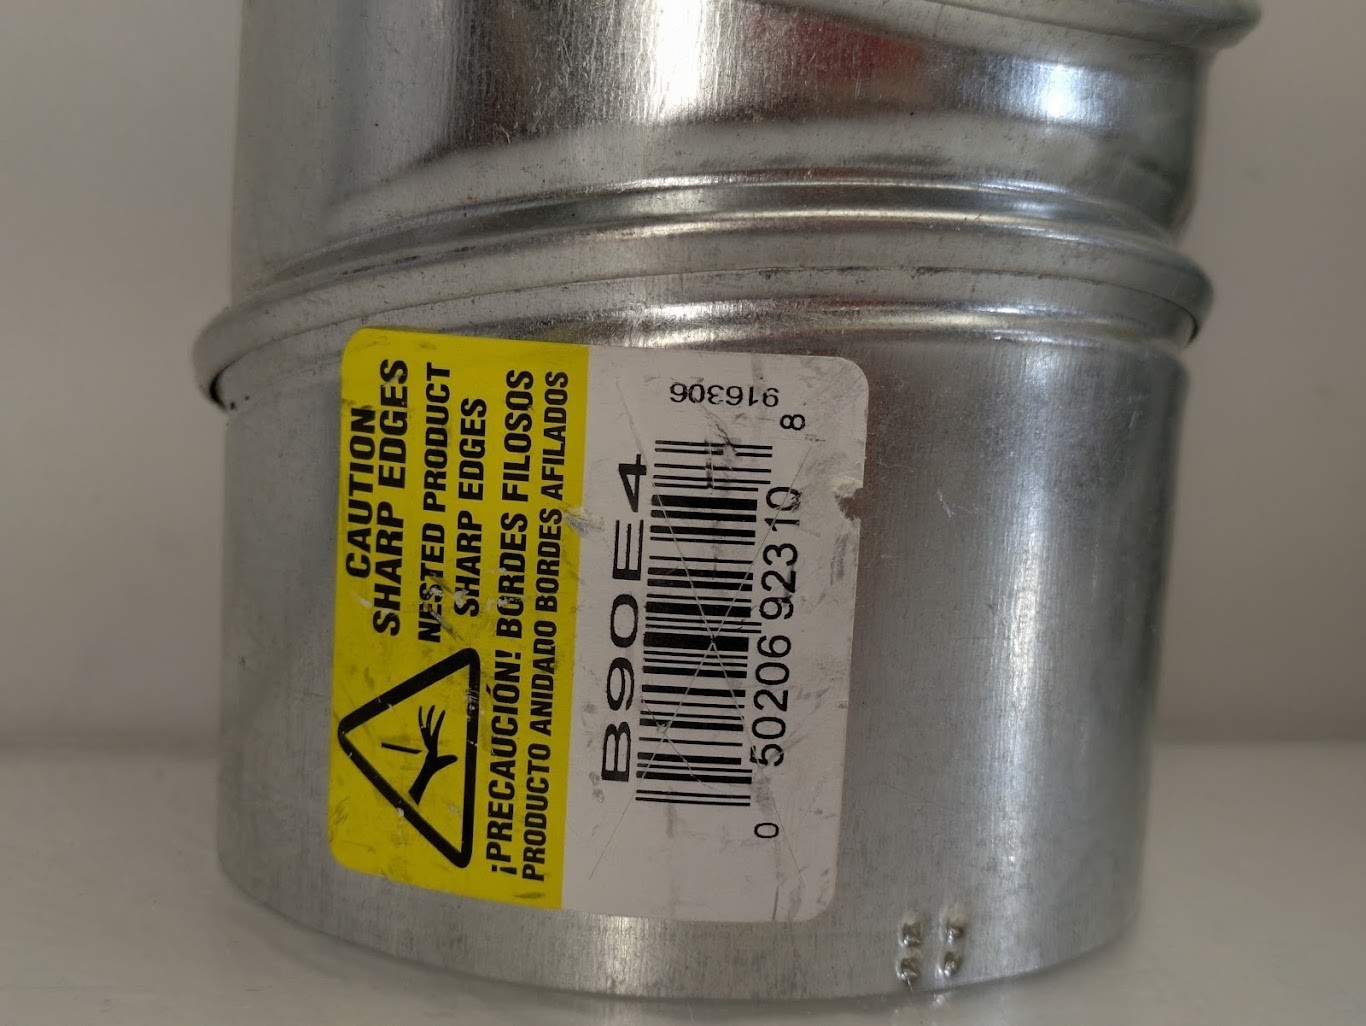 CAUTION
SHARP EDGES
NESTED PRODUCT
SHARP EDGES
¡PRECAUCIÓN! BORDES FILOSOS
PRODUCTO ANIDADO BORDES AFILADOS
B90E4
0 50206 92310 8
916306